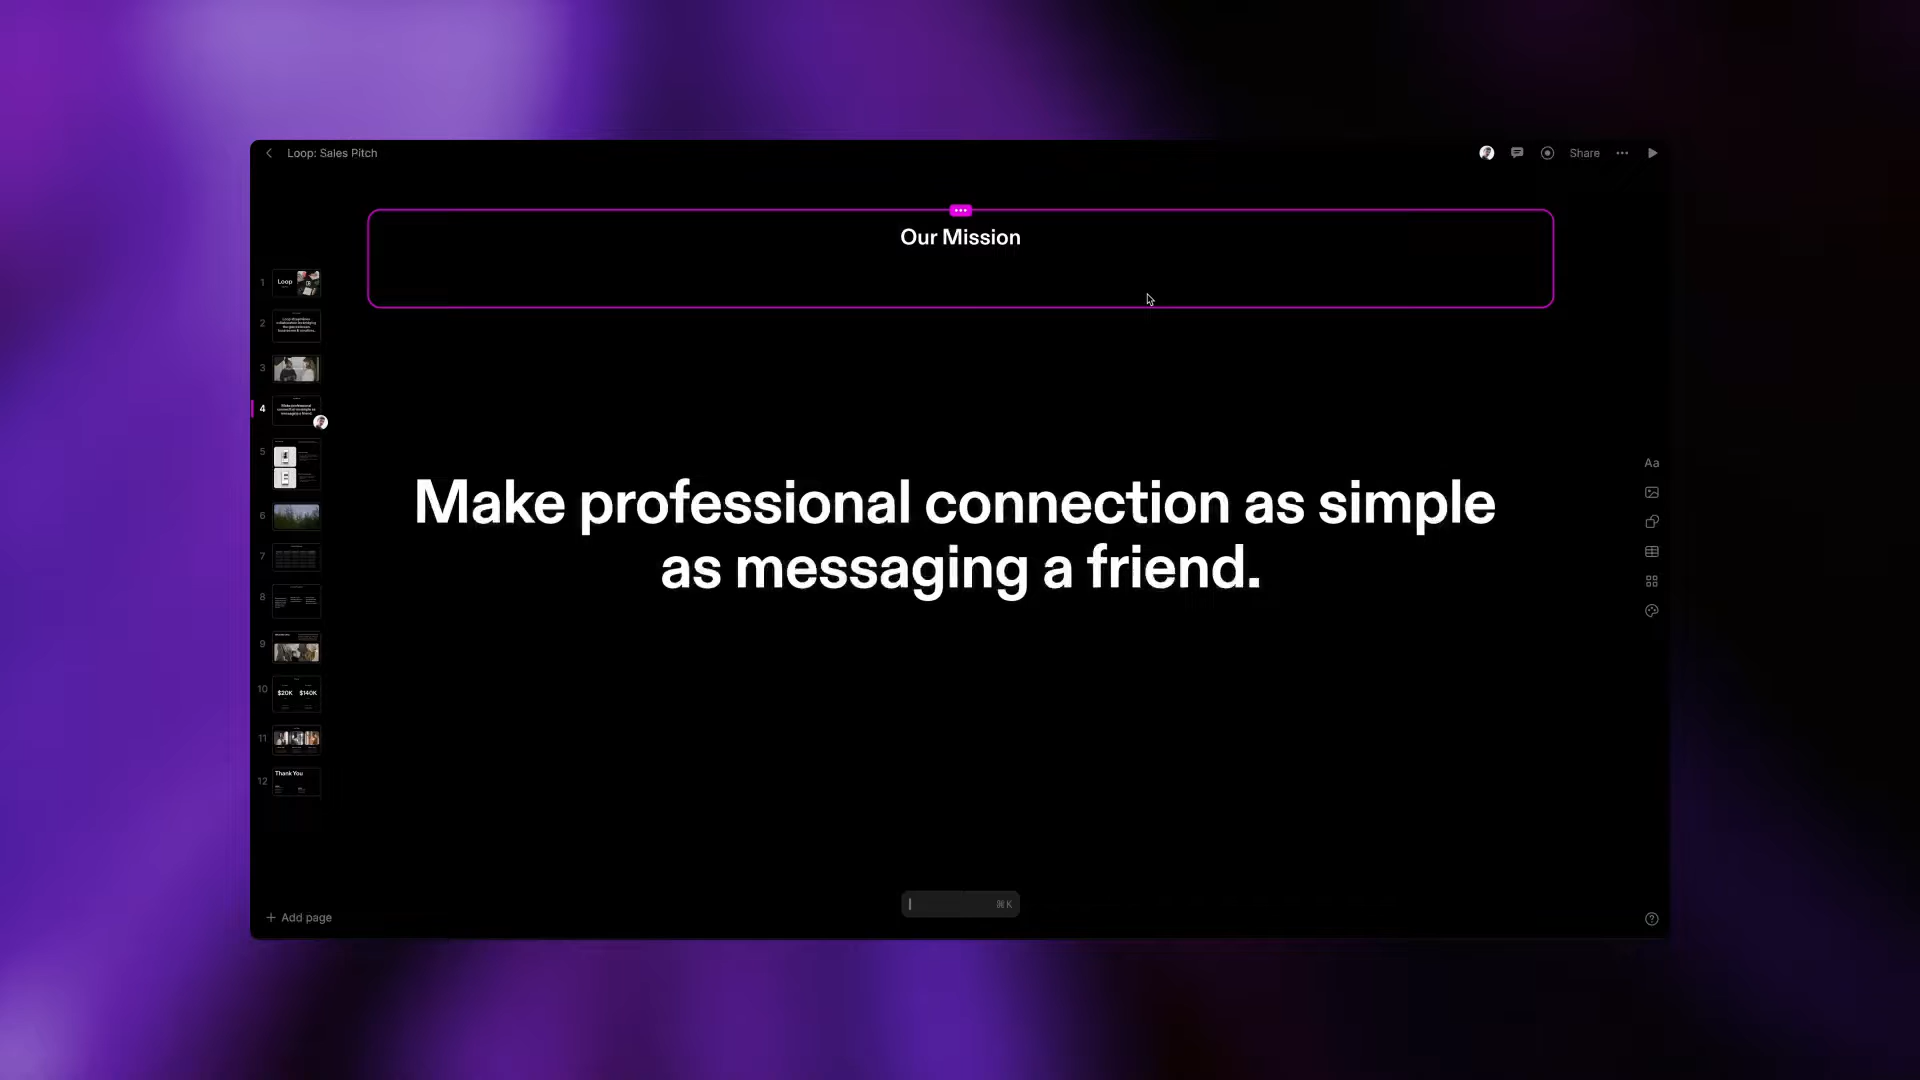 Loop: Sales Pitch
Share
Our Mission
1
Loop
2
3
4
5
6
7
8
9
10
$20K $140K
11
12
Thank You
Make professional connection as simple
as messaging a friend.
Aa
⌘ K
+ Add page